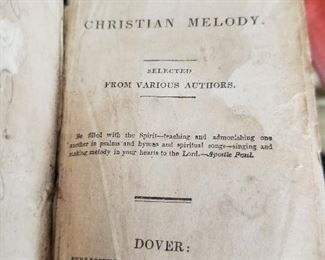 CHRISTIAN MELODY.
SELECTED
FROM VARIOUS AUTHORS.
Be filled with the Spirit—teaching and admonishing one
another in psalms and hymns and spiritual songs—singing and
making melody in your hearts to the Lord.—Apostle Paul.
DOVER: